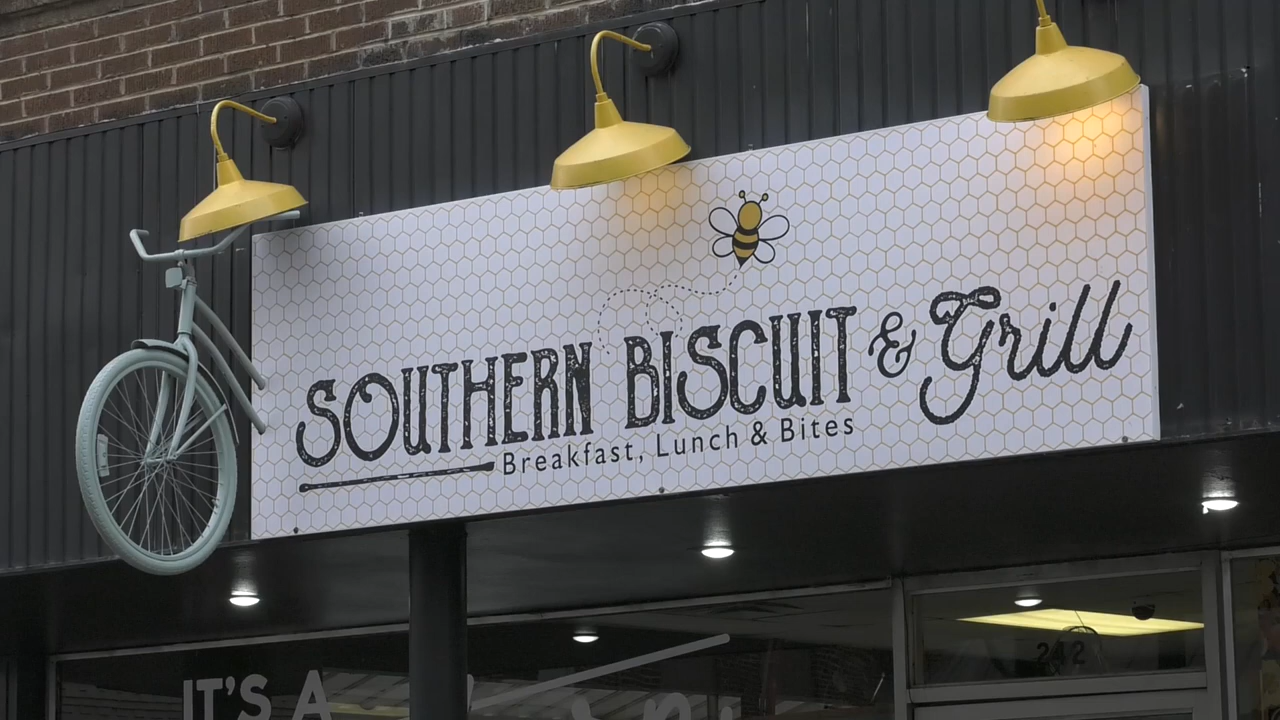 SOUTHERN BISCUIT & Grill
Breakfast, Lunch & Bites
242
IT'S A